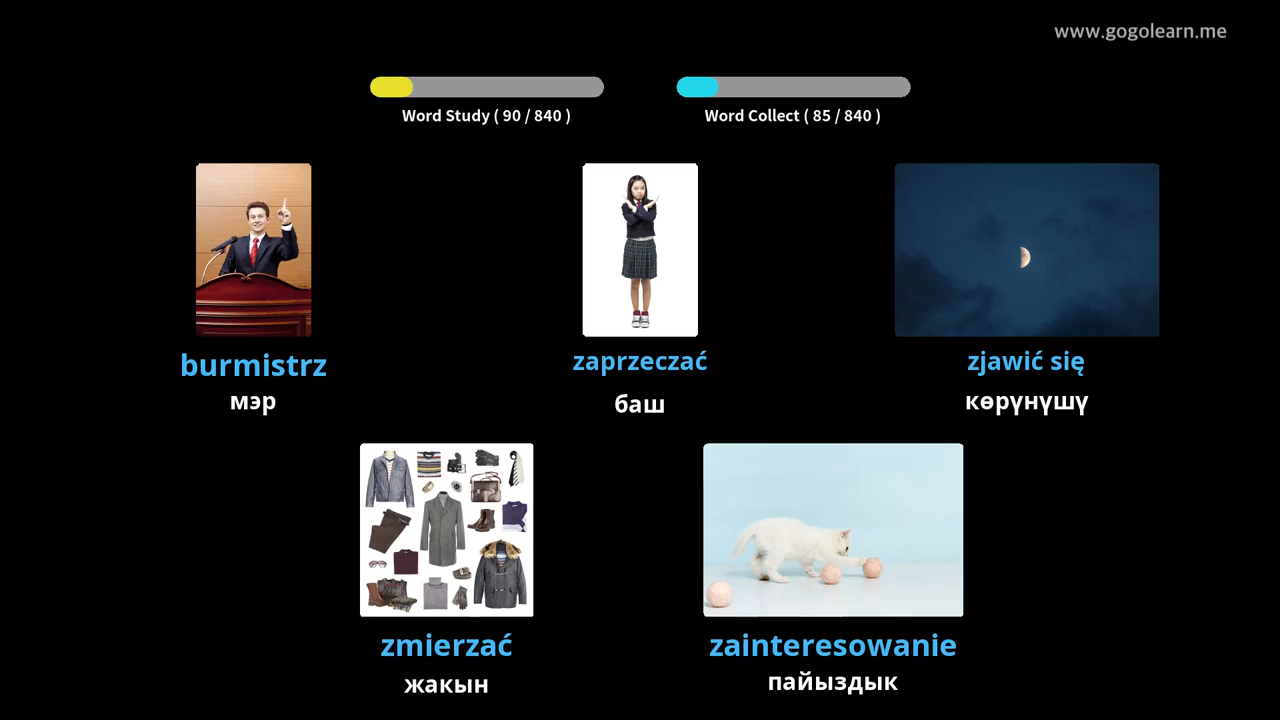 www.gogolearn.me
Word Study ( 90 / 840 )
Word Collect ( 85 / 840 )
burmistrz
мэр
zaprzeczać
баш
zjawić się
көрүнүшү
zmierzać
жакын
zainteresowanie
пайыздык